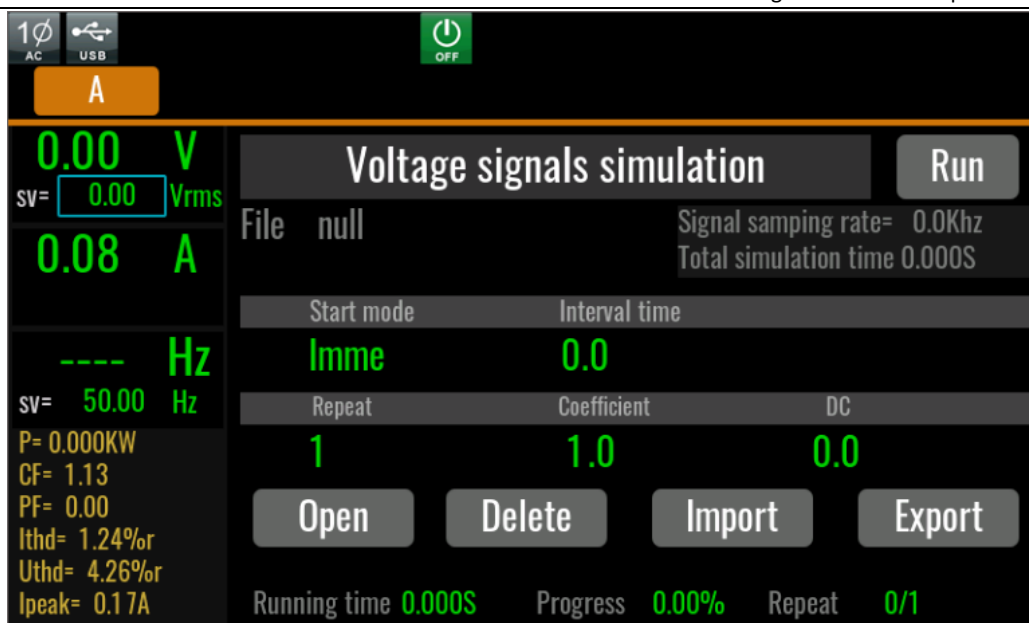 1Ø
AC
USB
OFF
A
0.00 V
sv= 0.00 Vrms
0.08 A
---- Hz
sv= 50.00 Hz
P= 0.000KW
CF= 1.13
PF= 0.00
Ithd= 1.24%r
Uthd= 4.26%r
Ipeak= 0.17A
Voltage signals simulation
Run
File null
Signal samping rate= 0.0Khz
Total simulation time 0.000S
Start mode Interval time
Imme 0.0
Repeat Coefficient DC
1 1.0 0.0
Open Delete Import Export
Running time 0.000S Progress 0.00% Repeat 0/1